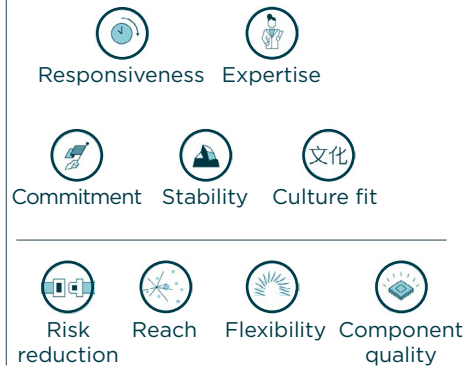 Responsiveness Expertise
文化
Commitment Stability Culture fit
Risk reduction Reach Flexibility Component quality